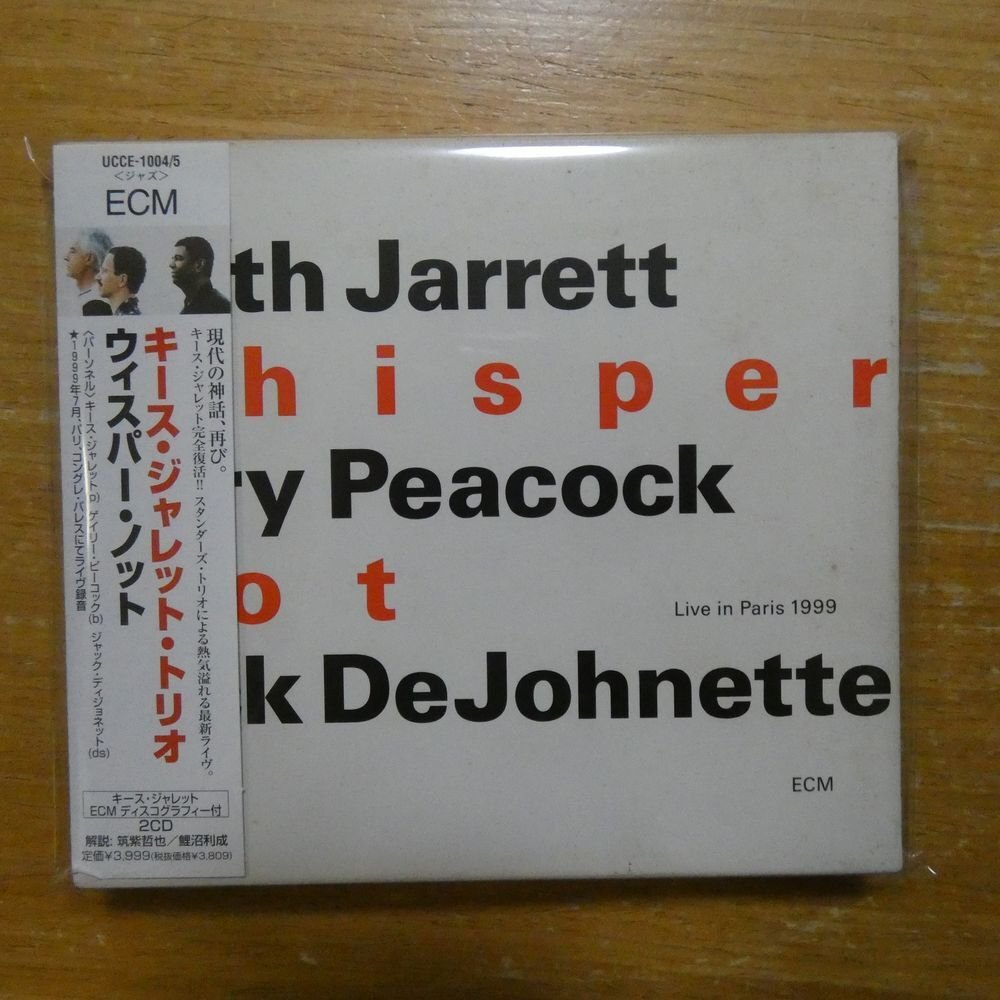 UCCE-1004/5
<ジャズ>
ECM
現代の神話、再び。
キース・ジャレット完全復活!! スタンダーズ・トリオによる熱気溢れる最新ライヴ。
キース・ジャレット・トリオ
ウィスパー・ノット
<パーソネル> キース・ジャレット(p) ゲイリー・ピーコック(b) ジャック・ディジョネット(ds)
★1999年7月、パリ、コングレ・パレスにてライヴ録音
キース・ジャレット
ECM ディスコグラフィー付
2CD
解説: 筑紫哲也/鯉沼利成
定価¥3,999(税抜価格¥3,809)
th Jarrett
hisper
ry Peacock
ot
Live in Paris 1999
k DeJohnette
ECM